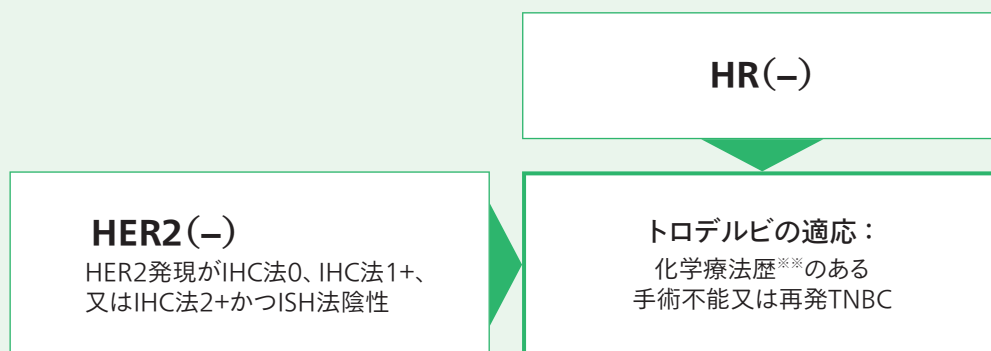 HR(–)
HER2(–)
HER2発現がIHC法0、IHC法1+、
又はIHC法2+かつISH法陰性
トロデルビの適応：
化学療法歴※※のある
手術不能又は再発TNBC